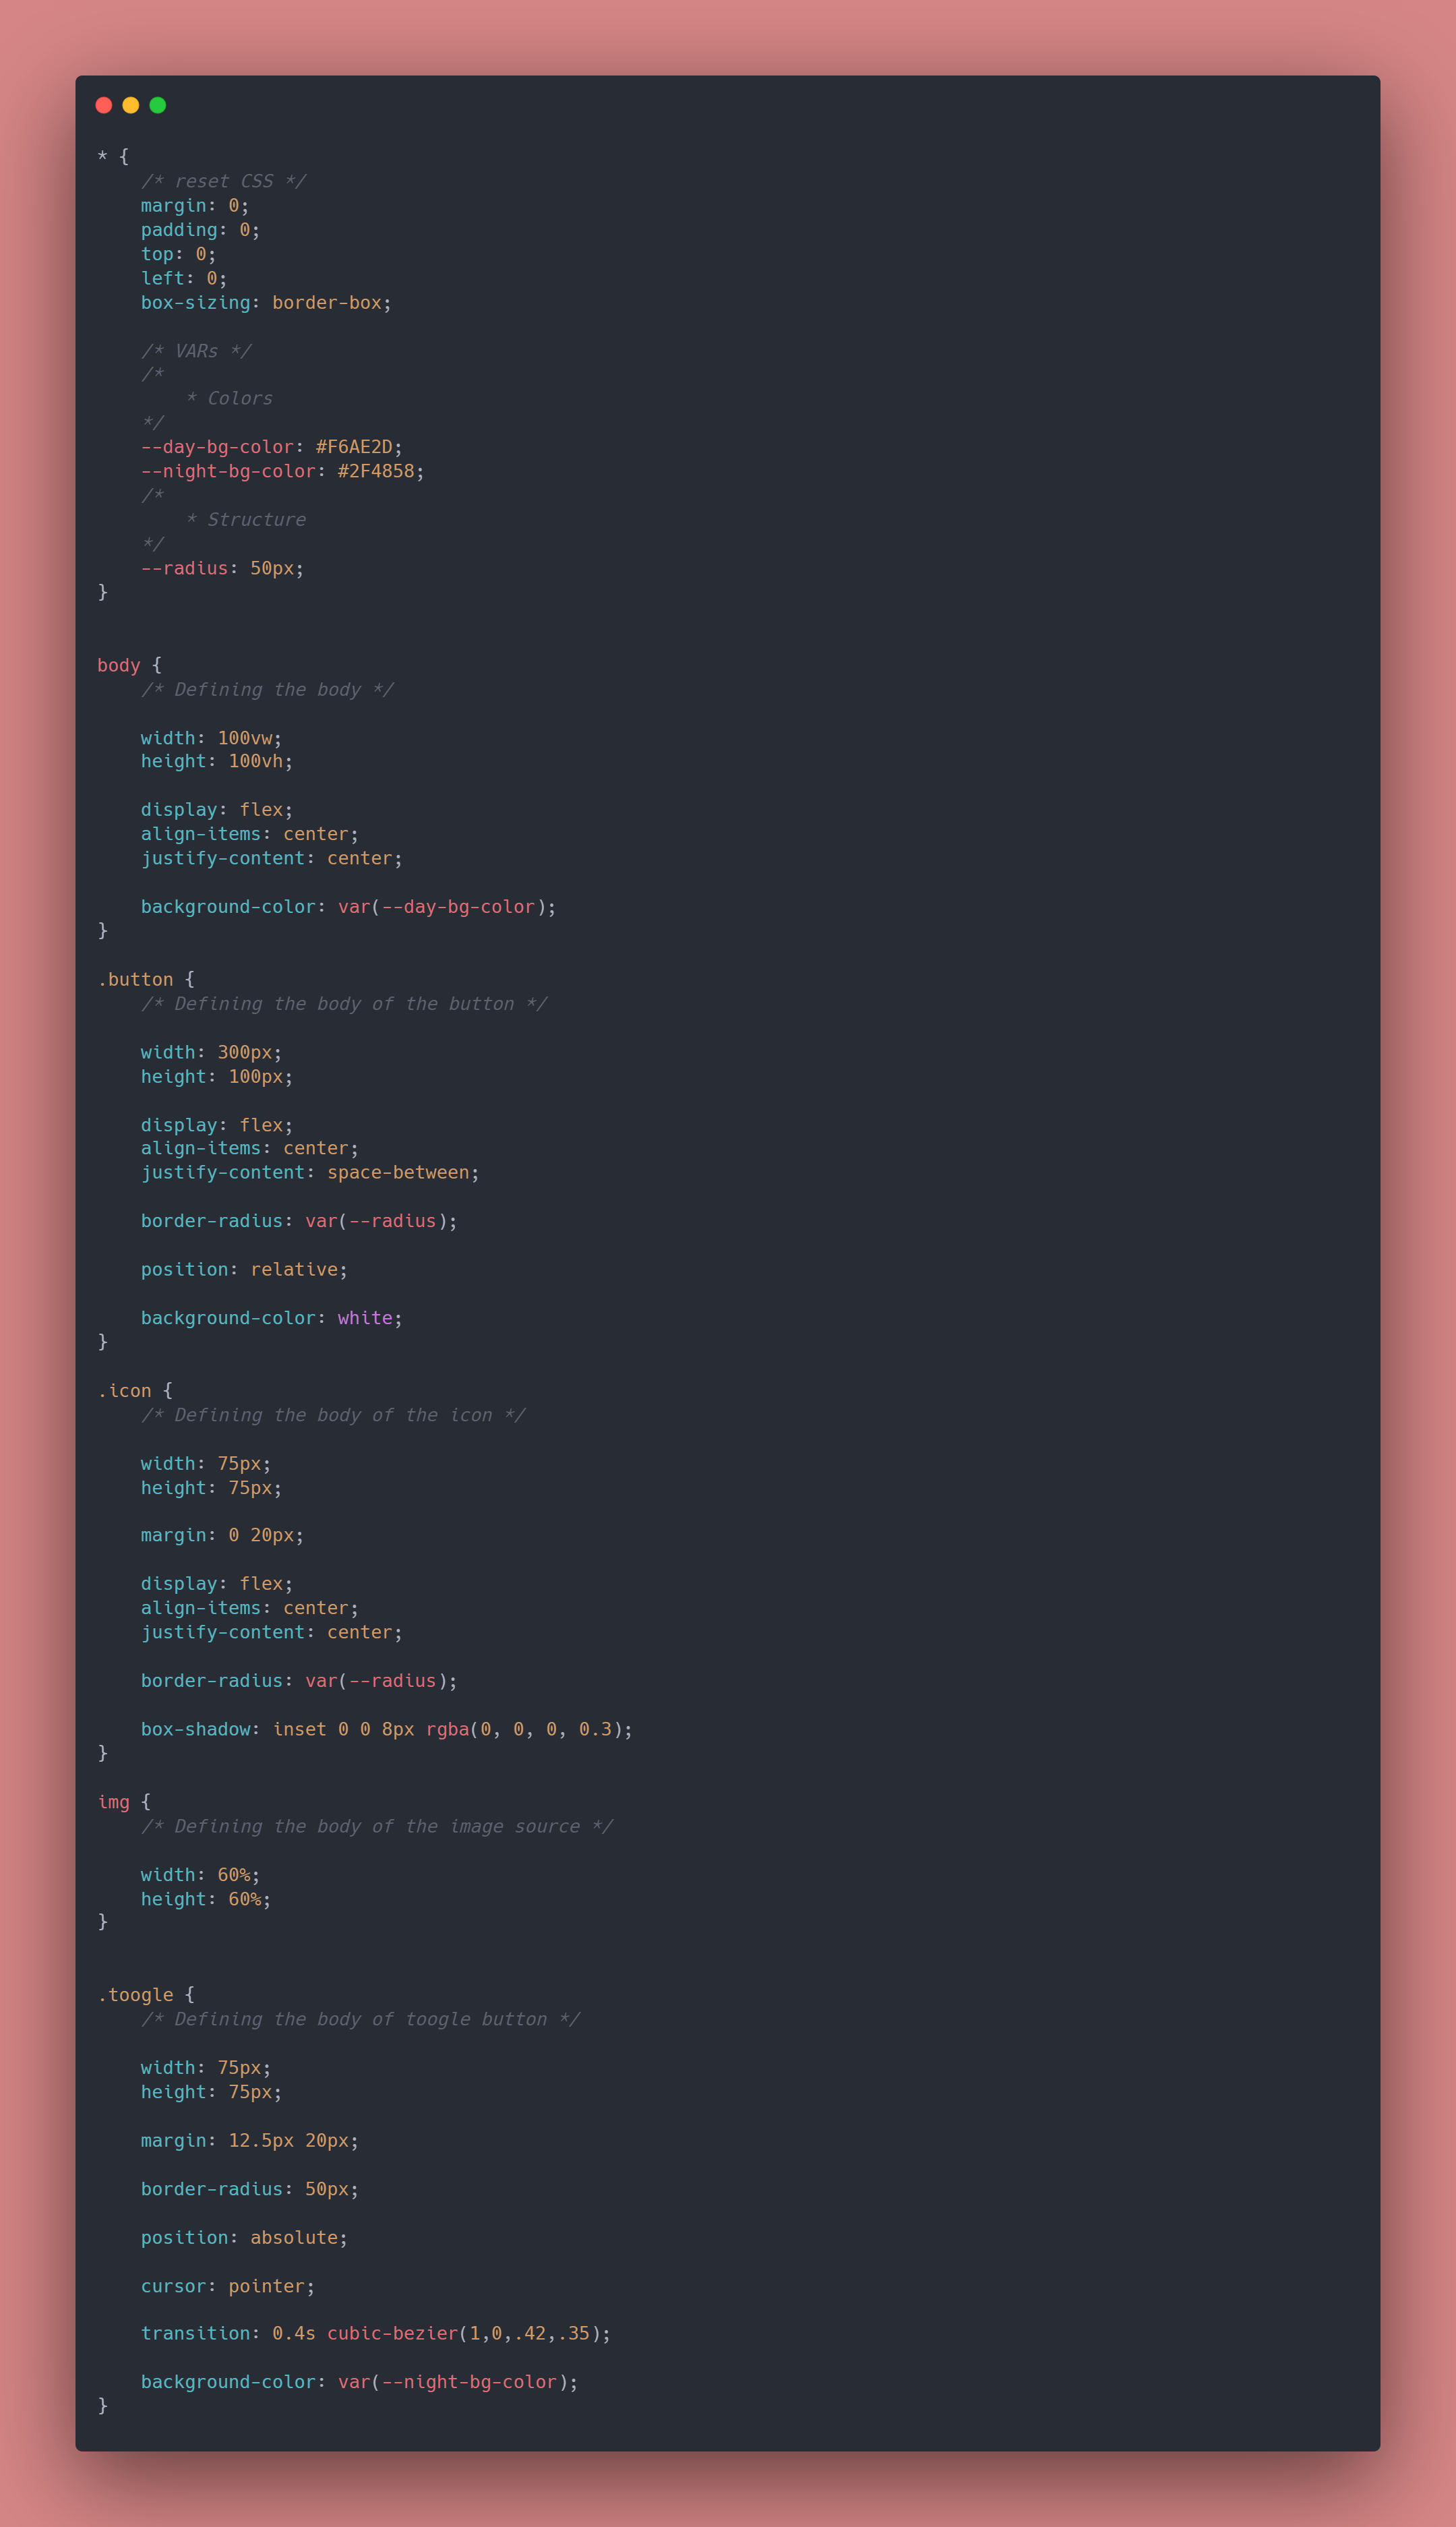 * {
    /* reset CSS */
    margin: 0;
    padding: 0;
    top: 0;
    left: 0;
    box-sizing: border-box;

    /* VARs */
    /*
        * Colors
    */
    --day-bg-color: #F6AE2D;
    --night-bg-color: #2F4858;
    /*
        * Structure
    */
    --radius: 50px;
}


body {
    /* Defining the body */

    width: 100vw;
    height: 100vh;

    display: flex;
    align-items: center;
    justify-content: center;

    background-color: var(--day-bg-color);
}

.button {
    /* Defining the body of the button */

    width: 300px;
    height: 100px;

    display: flex;
    align-items: center;
    justify-content: space-between;

    border-radius: var(--radius);

    position: relative;

    background-color: white;
}

.icon {
    /* Defining the body of the icon */

    width: 75px;
    height: 75px;

    margin: 0 20px;

    display: flex;
    align-items: center;
    justify-content: center;

    border-radius: var(--radius);

    box-shadow: inset 0 0 8px rgba(0, 0, 0, 0.3);
}

img {
    /* Defining the body of the image source */

    width: 60%;
    height: 60%;
}


.toogle {
    /* Defining the body of toogle button */

    width: 75px;
    height: 75px;

    margin: 12.5px 20px;

    border-radius: 50px;

    position: absolute;

    cursor: pointer;

    transition: 0.4s cubic-bezier(1,0,.42,.35);

    background-color: var(--night-bg-color);
}